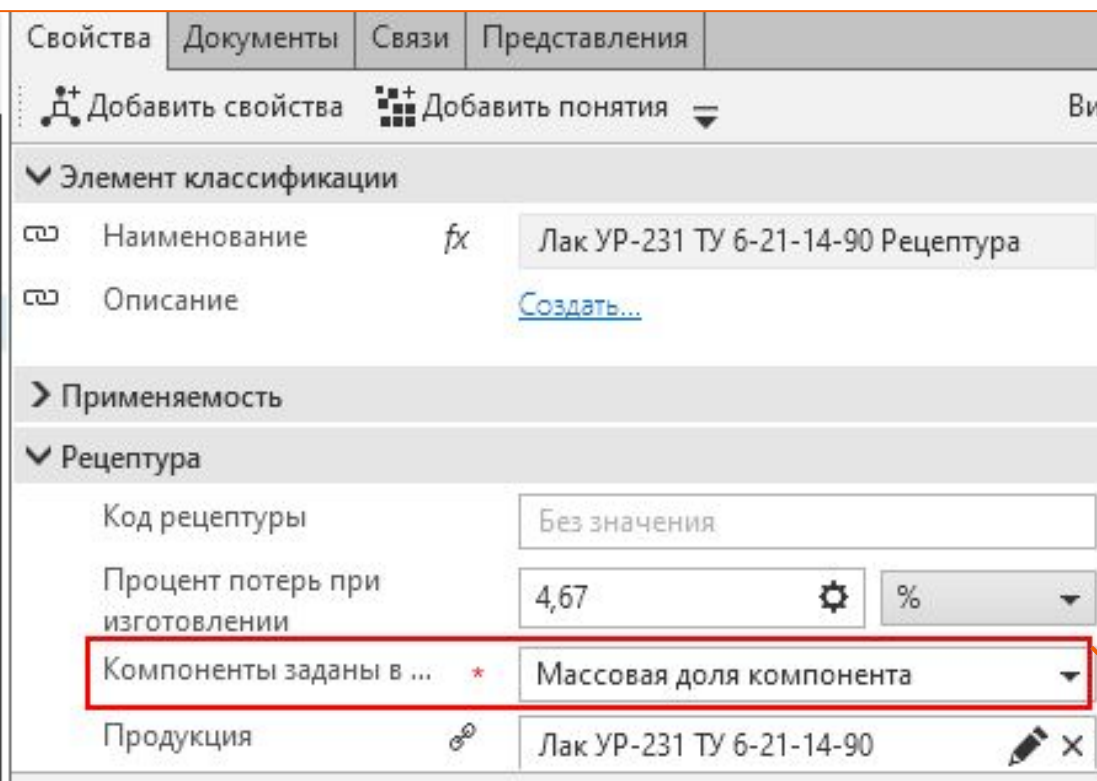 Свойства Документы Связи Представления
Добавить свойства Добавить понятия Ви
Элемент классификации
Наименование fx Лак УР-231 ТУ 6-21-14-90 Рецептура
Описание Создать...
Применяемость
Рецептура
Код рецептуры Без значения
Процент потерь при
изготовлении 4,67 %
Компоненты заданы в ... * Массовая доля компонента
Продукция Лак УР-231 ТУ 6-21-14-90